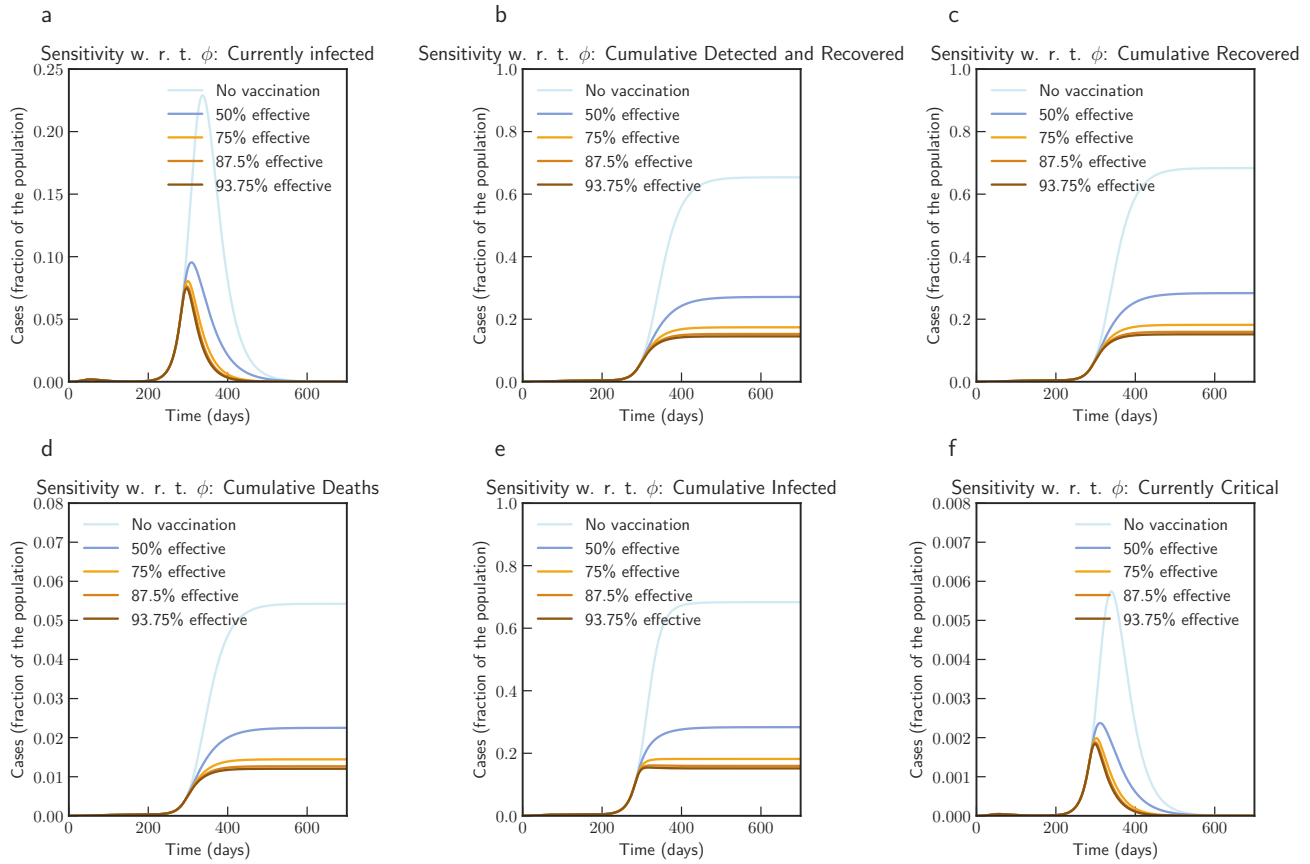 a
Sensitivity w. r. t. ϕ: Currently infected
0.25
0.20
0.15
0.10
0.05
0.00
Cases (fraction of the population)
No vaccination
50% effective
75% effective
87.5% effective
93.75% effective
0 200 400 600
Time (days)
b
Sensitivity w. r. t. ϕ: Cumulative Detected and Recovered
1.0
0.8
0.6
0.4
0.2
0.0
Cases (fraction of the population)
No vaccination
50% effective
75% effective
87.5% effective
93.75% effective
0 200 400 600
Time (days)
c
Sensitivity w. r. t. ϕ: Cumulative Recovered
1.0
0.8
0.6
0.4
0.2
0.0
Cases (fraction of the population)
No vaccination
50% effective
75% effective
87.5% effective
93.75% effective
0 200 400 600
Time (days)
d
Sensitivity w. r. t. ϕ: Cumulative Deaths
0.08
0.07
0.06
0.05
0.04
0.03
0.02
0.01
0.00
Cases (fraction of the population)
No vaccination
50% effective
75% effective
87.5% effective
93.75% effective
0 200 400 600
Time (days)
e
Sensitivity w. r. t. ϕ: Cumulative Infected
1.0
0.8
0.6
0.4
0.2
0.0
Cases (fraction of the population)
No vaccination
50% effective
75% effective
87.5% effective
93.75% effective
0 200 400 600
Time (days)
f
Sensitivity w. r. t. ϕ: Currently Critical
0.008
0.007
0.006
0.005
0.004
0.003
0.002
0.001
0.000
Cases (fraction of the population)
No vaccination
50% effective
75% effective
87.5% effective
93.75% effective
0 200 400 600
Time (days)